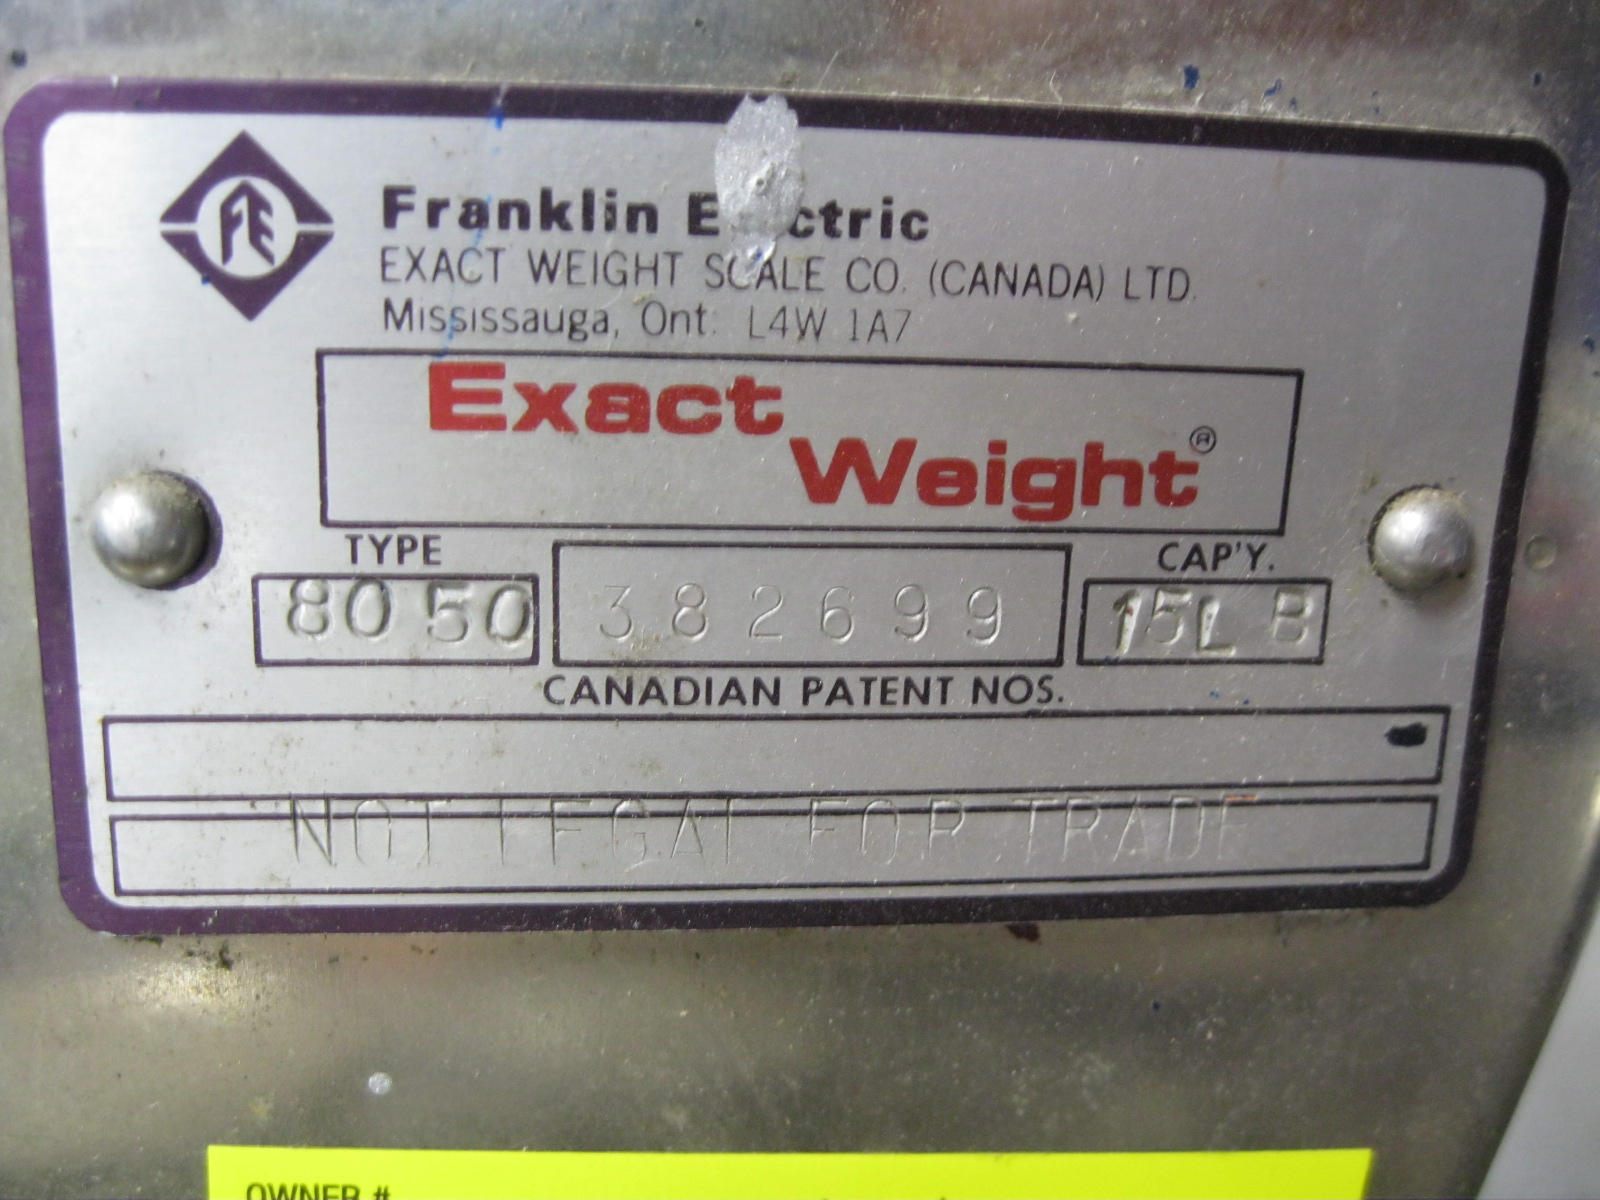 FE
Franklin Electric
EXACT WEIGHT SCALE CO. (CANADA) LTD.
Mississauga, Ont. L4W 1A7
Exact
Weight®
TYPE
CAP'Y.
8050 382699 15LB
CANADIAN PATENT NOS.
NOT LEGAL FOR TRADE
OWNER #